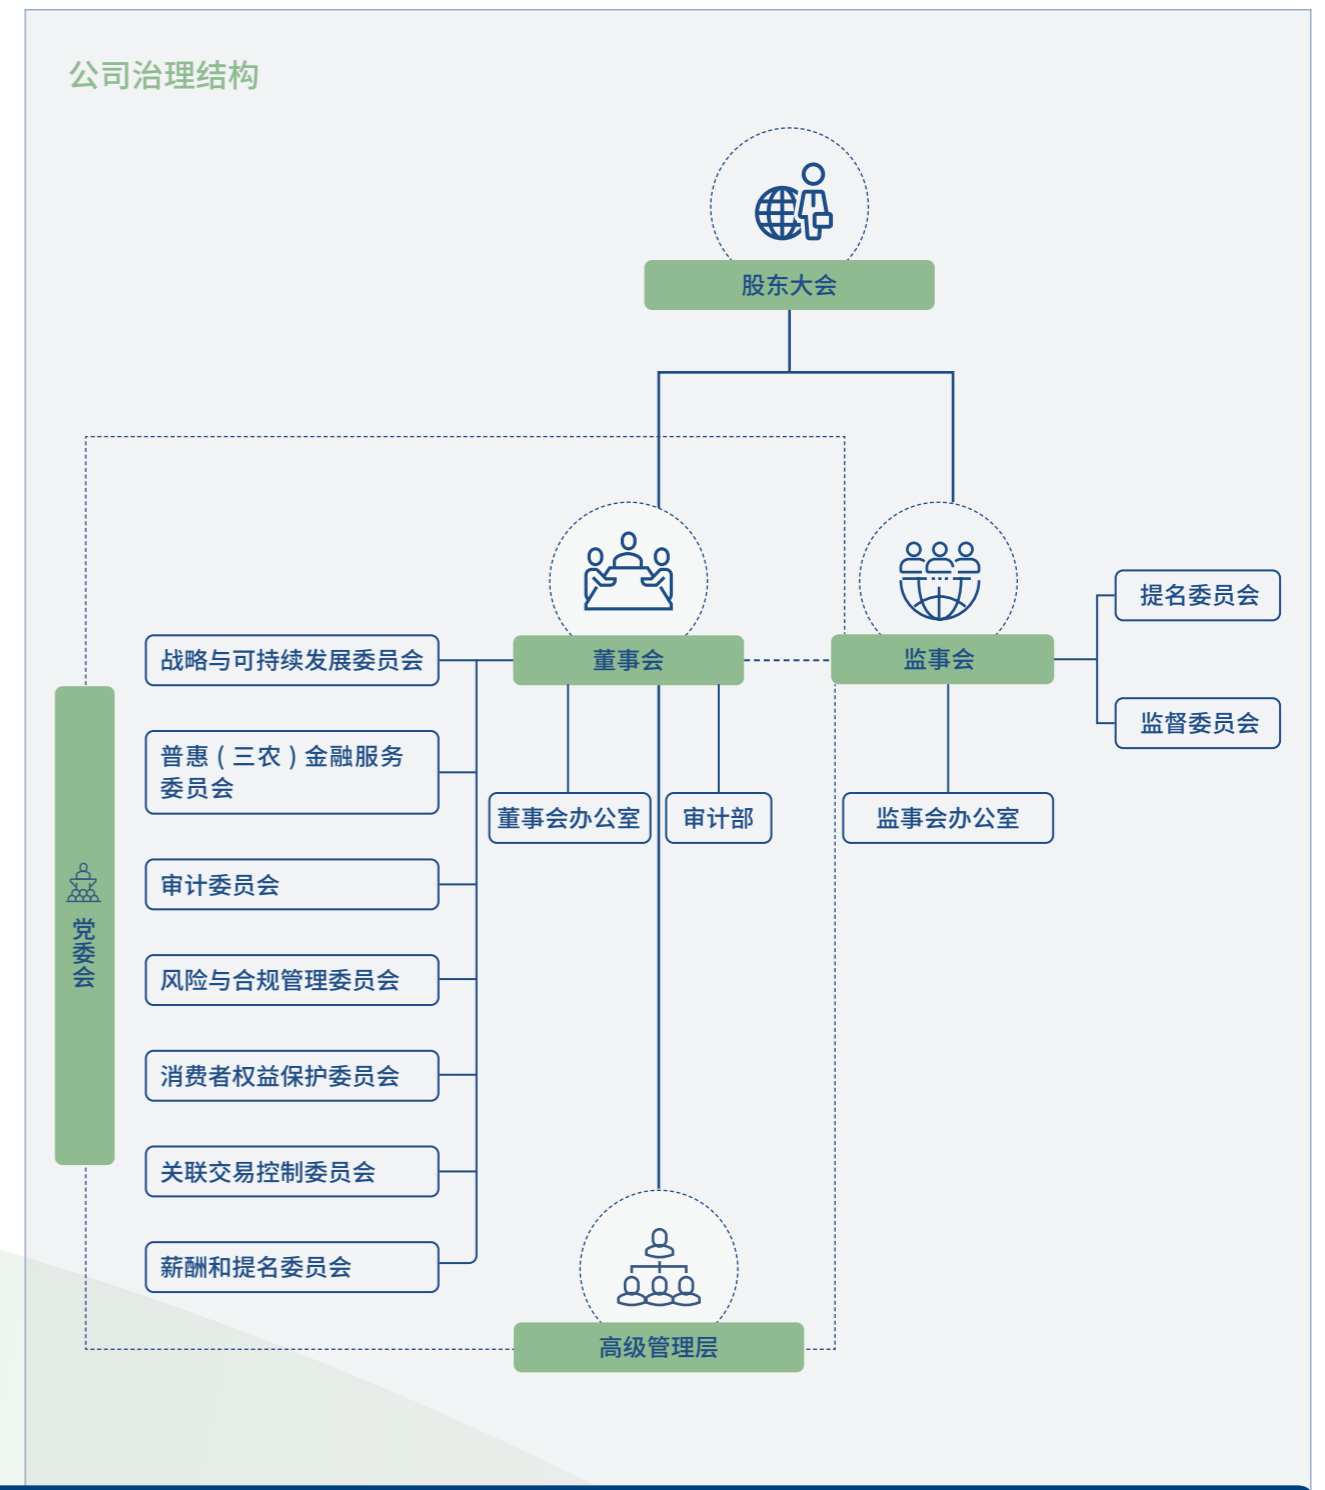 公司治理结构
股东大会
董事会
监事会
提名委员会
监督委员会
战略与可持续发展委员会
普惠 ( 三农 ) 金融服务
委员会
董事会办公室
审计部
监事会办公室
审计委员会
党委会
风险与合规管理委员会
消费者权益保护委员会
关联交易控制委员会
薪酬和提名委员会
高级管理层